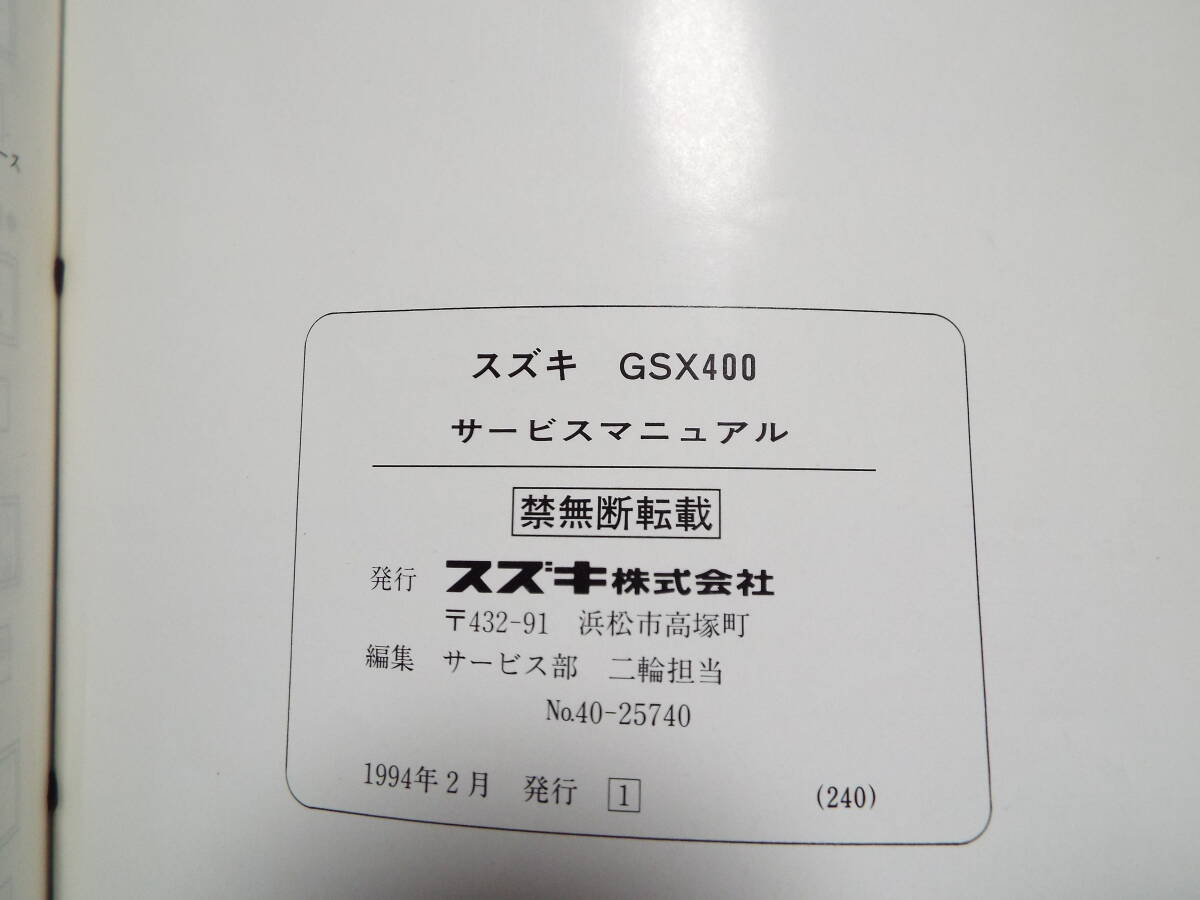 スズキ GSX400
サービスマニュアル
禁無断転載
発行 スズキ株式会社
〒432-91 浜松市高塚町
編集 サービス部 二輪担当
No.40-25740
1994年2月 発行 1 (240)